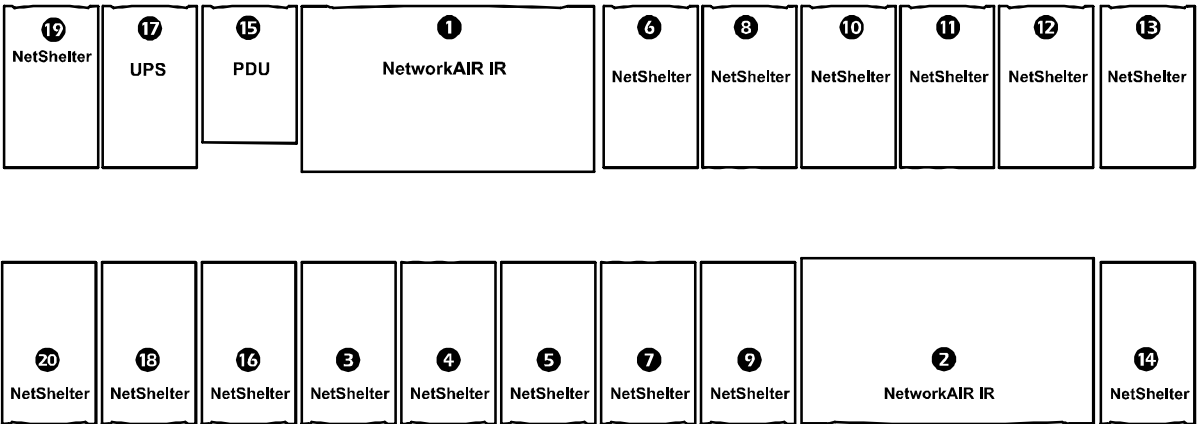 19 17 15 1 6 8 10 11 12 13
NetShelter UPS PDU NetworkAIR IR NetShelter NetShelter NetShelter NetShelter NetShelter NetShelter
20 18 16 3 4 5 7 9 2 14
NetShelter NetShelter NetShelter NetShelter NetShelter NetShelter NetShelter NetShelter NetworkAIR IR NetShelter